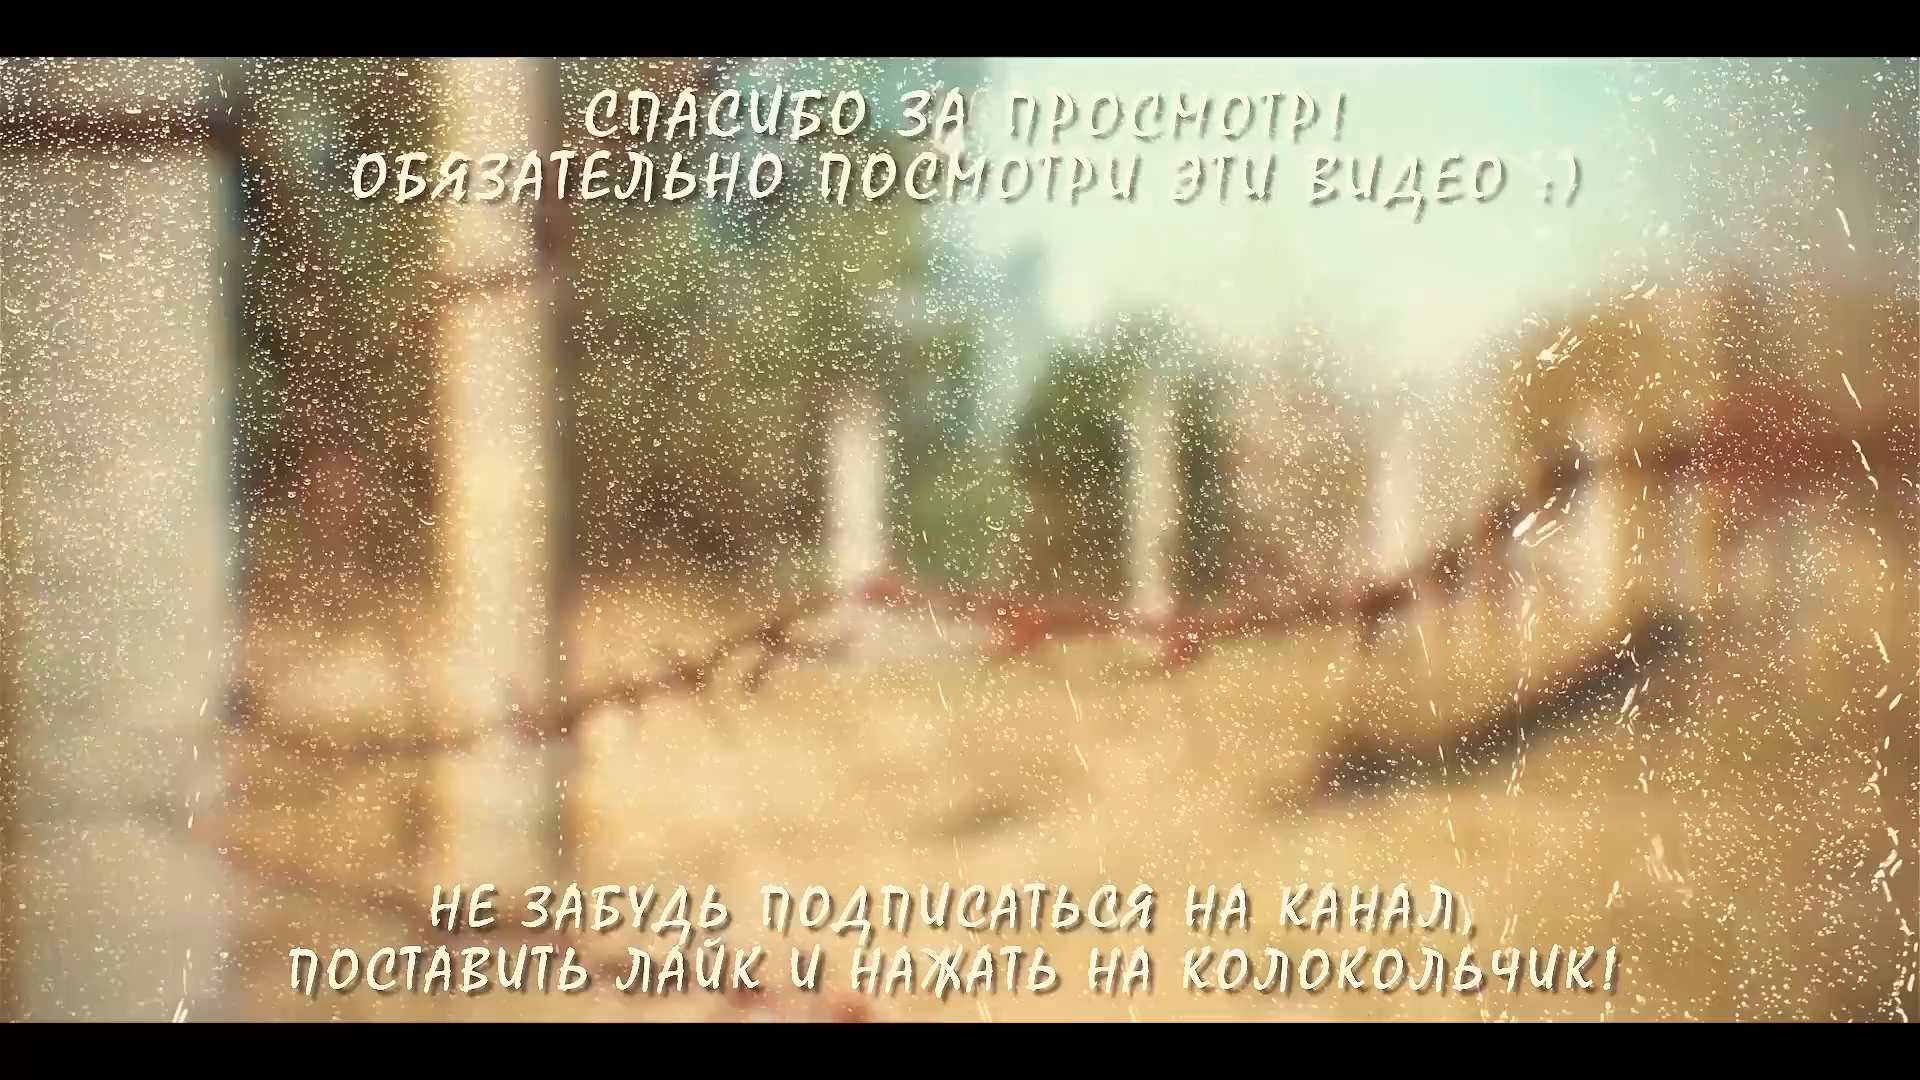 СПАСИБО ЗА ПРОСМОТР!
ОБЯЗАТЕЛЬНО ПОСМОТРИ ЭТИ ВИДЕО :)
НЕ ЗАБУДЬ ПОДПИСАТЬСЯ НА КАНАЛ,
ПОСТАВИТЬ ЛАЙК И НАЖАТЬ НА КОЛОКОЛЬЧИК!